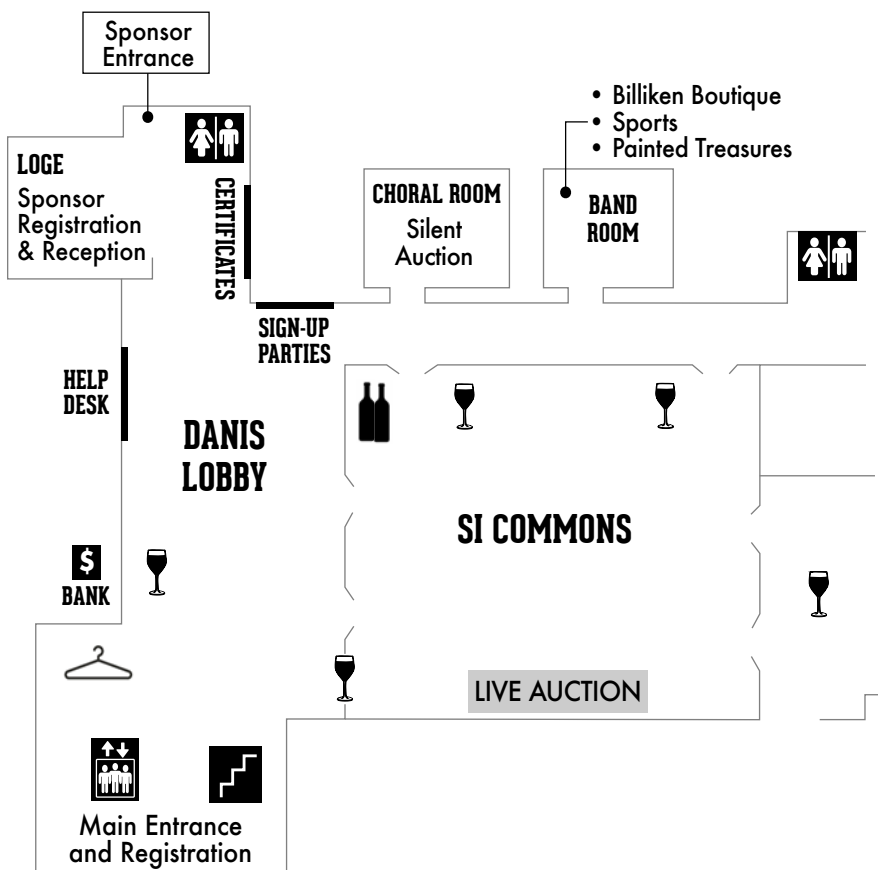 Sponsor
Entrance
• Billiken Boutique
• Sports
• Painted Treasures
LOGE
Sponsor
Registration
& Reception
CERTIFICATES
CHORAL ROOM
Silent
Auction
BAND
ROOM
SIGN-UP
PARTIES
HELP
DESK
DANIS
LOBBY
SI COMMONS
$
BANK
LIVE AUCTION
Main Entrance
and Registration